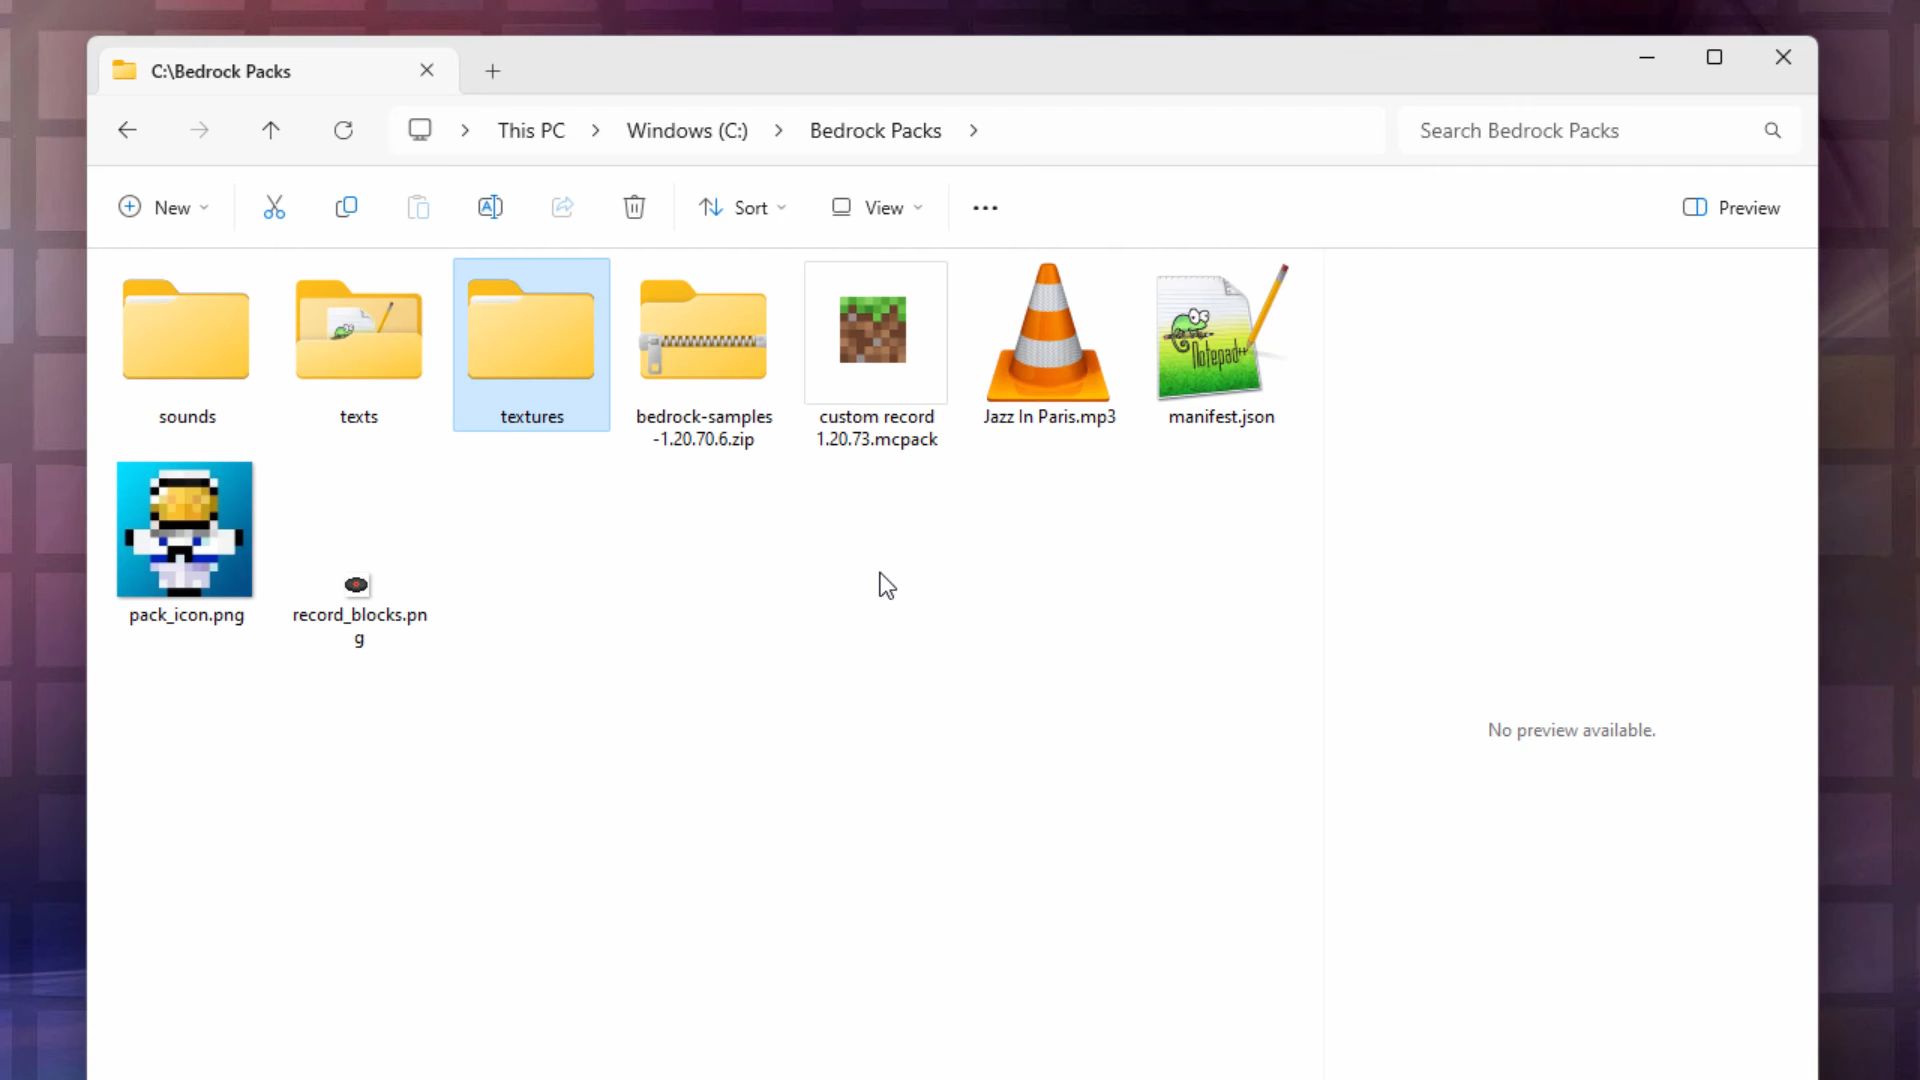 C:\Bedrock Packs
This PC
Windows (C:)
Bedrock Packs
Search Bedrock Packs
New
Sort
View
Preview
sounds
texts
textures
bedrock-samples
-1.20.70.6.zip
custom record
1.20.73.mcpack
Jazz In Paris.mp3
Notepad++
manifest.json
pack_icon.png
record_blocks.pn
g
No preview available.